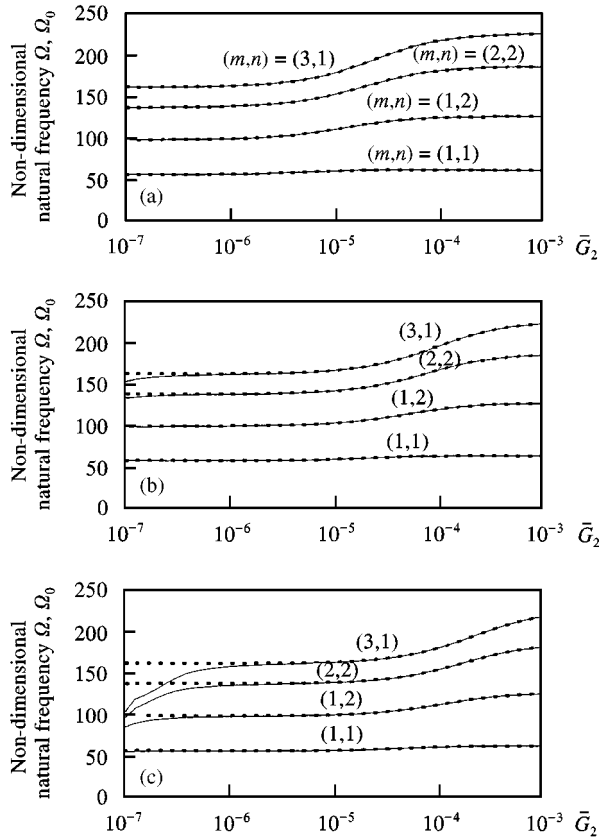 Non-dimensional
natural frequency Ω, Ω₀
250
200
150
100
50
0
(m,n) = (3,1)
(m,n) = (2,2)
(m,n) = (1,2)
(m,n) = (1,1)
(a)
10⁻⁷ 10⁻⁶ 10⁻⁵ 10⁻⁴ 10⁻³ Ḡ₂
Non-dimensional
natural frequency Ω, Ω₀
250
200
150
100
50
0
(3,1)
(2,2)
(1,2)
(1,1)
(b)
10⁻⁷ 10⁻⁶ 10⁻⁵ 10⁻⁴ 10⁻³ Ḡ₂
Non-dimensional
natural frequency Ω, Ω₀
250
200
150
100
50
0
(3,1)
(2,2)
(1,2)
(1,1)
(c)
10⁻⁷ 10⁻⁶ 10⁻⁵ 10⁻⁴ 10⁻³ Ḡ₂